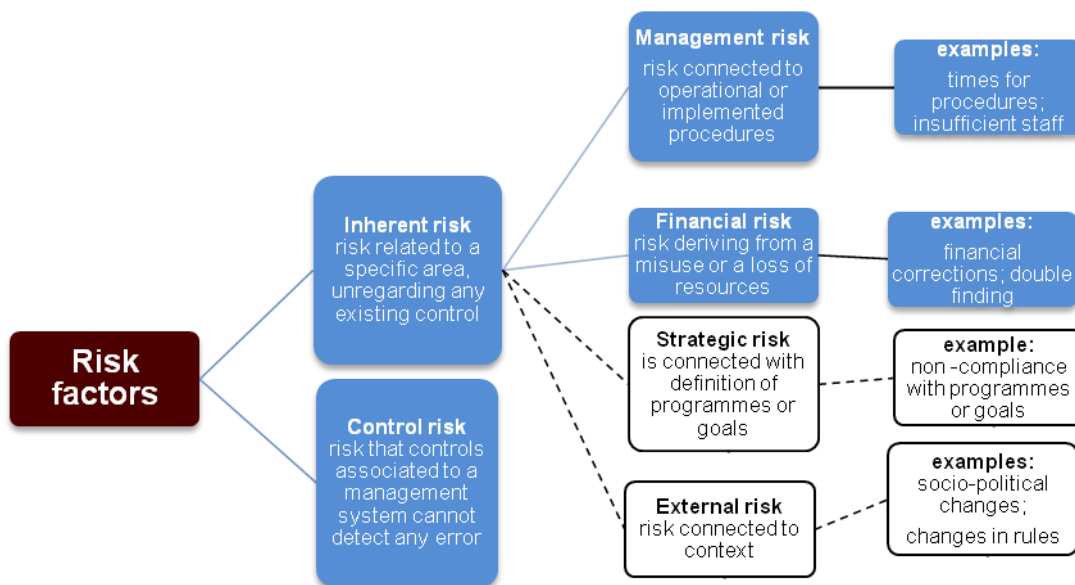 Risk
factors
Inherent risk
risk related to a
specific area,
unregarding any
existing control
Control risk
risk that controls
associated to a
management
system cannot
detect any error
Management risk
risk connected to
operational or
implemented
procedures
examples:
times for
procedures;
insufficient staff
Financial risk
risk deriving from a
misuse or a loss of
resources
examples:
financial
corrections; double
finding
Strategic risk
is connected with
definition of
programmes or
goals
example:
non -compliance
with programmes
or goals
External risk
risk connected to
context
examples:
socio-political
changes;
changes in rules